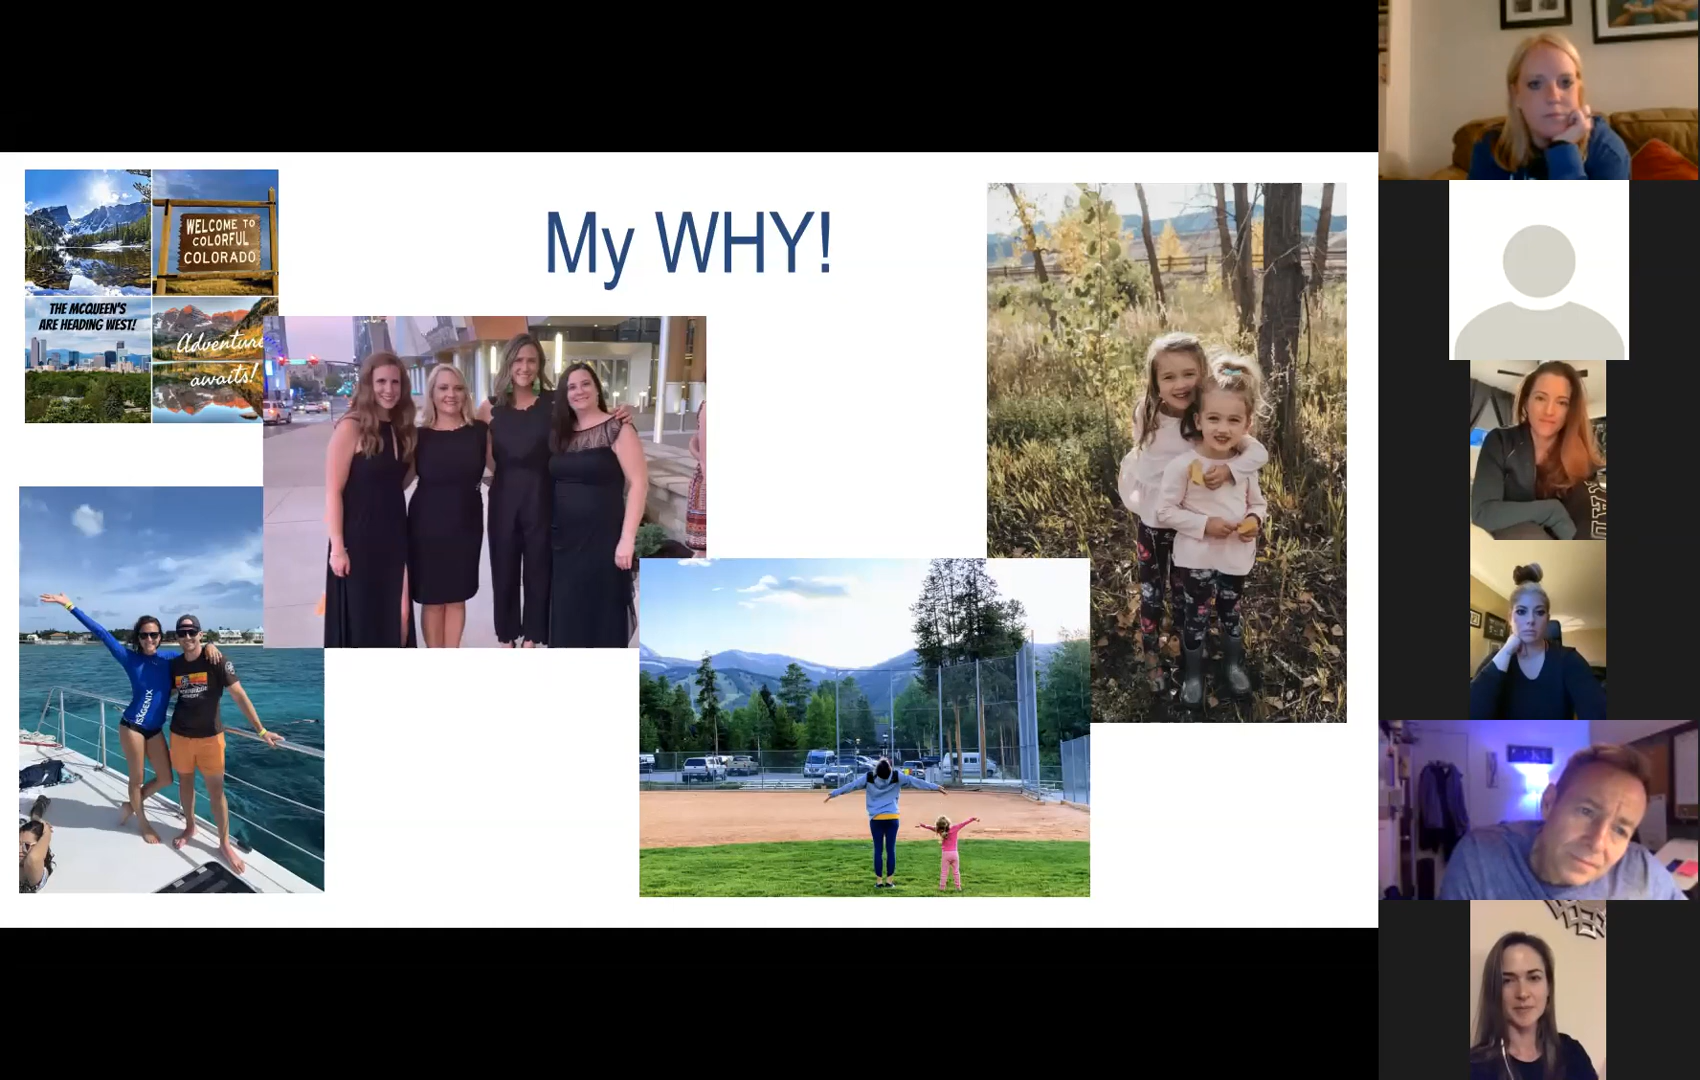 My WHY!
WELCOME TO
COLORFUL
COLORADO
THE MCQUEEN'S
ARE HEADING WEST!
Adventure
awaits!
ISAGENIX